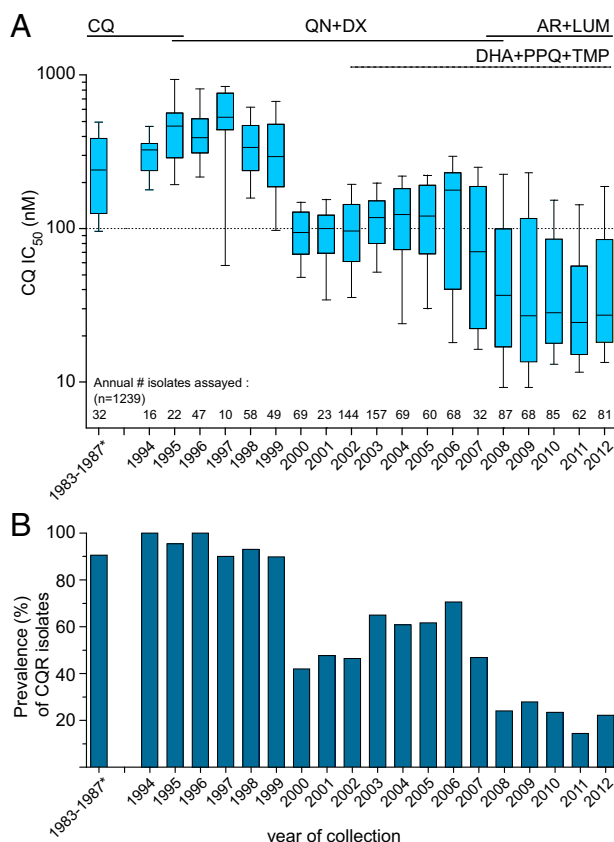 A
CQ QN+DX AR+LUM
DHA+PPQ+TMP
CQ IC50 (nM)
1000
100
10
Annual # isolates assayed :
(n=1239)
32 16 22 47 10 58 49 69 23 144 157 69 60 68 32 87 68 85 62 81
1983-1987* 1994 1995 1996 1997 1998 1999 2000 2001 2002 2003 2004 2005 2006 2007 2008 2009 2010 2011 2012
B
Prevalence (%)
of CQR isolates
100
80
60
40
20
1983-1987* 1994 1995 1996 1997 1998 1999 2000 2001 2002 2003 2004 2005 2006 2007 2008 2009 2010 2011 2012
year of collection